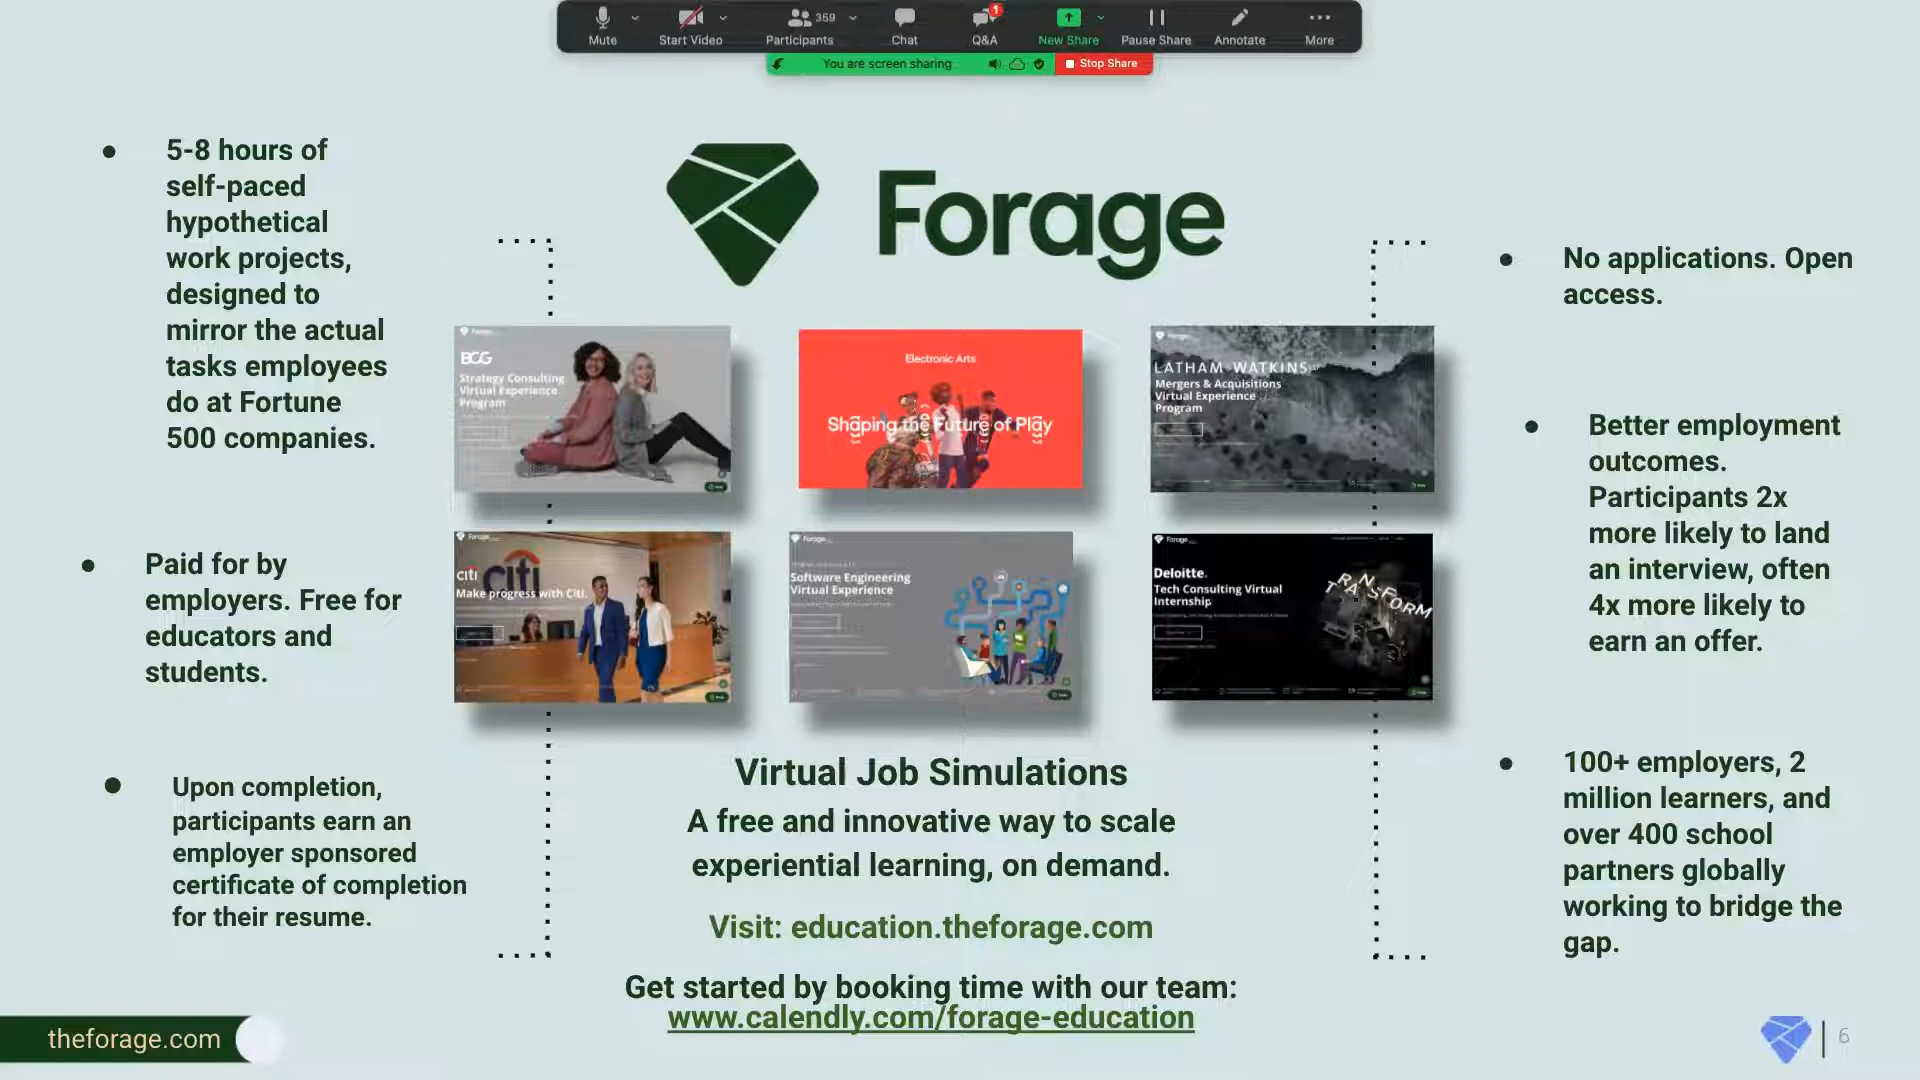 Mute
Start Video
359
Participants
Chat
1
Q&A
New Share
Pause Share
Annotate
More
You are screen sharing
Stop Share
5-8 hours of
self-paced
hypothetical
work projects,
designed to
mirror the actual
tasks employees
do at Fortune
500 companies.
Paid for by
employers. Free for
educators and
students.
Upon completion,
participants earn an
employer sponsored
certificate of completion
for their resume.
Forage
Forage
BCG
Strategy Consulting
Virtual Experience
Program
Electronic Arts
Shaping the Future of Play
Forage
LATHAM & WATKINS
Mergers & Acquisitions
Virtual Experience
Program
Forage
citi
citi
Make progress with Citi.
Forage
Software Engineering
Virtual Experience
Forage
Deloitte.
Tech Consulting Virtual
Internship
TRANSFORM
Virtual Job Simulations
A free and innovative way to scale
experiential learning, on demand.
Visit: education.theforage.com
Get started by booking time with our team:
www.calendly.com/forage-education
No applications. Open
access.
Better employment
outcomes.
Participants 2x
more likely to land
an interview, often
4x more likely to
earn an offer.
100+ employers, 2
million learners, and
over 400 school
partners globally
working to bridge the
gap.
theforage.com
6